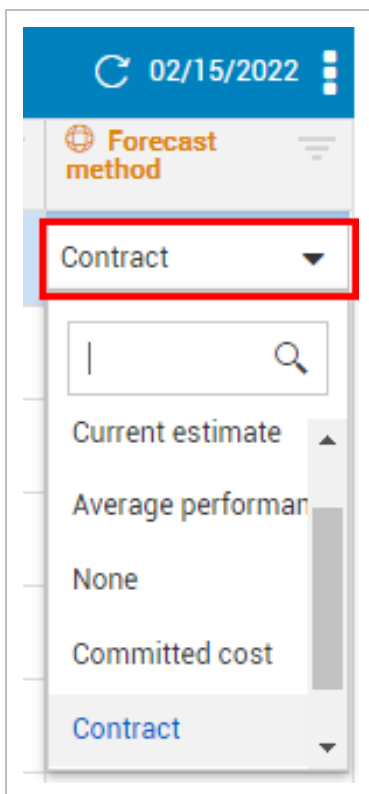 02/15/2022
Forecast
method
Contract
Current estimate
Average performan
None
Committed cost
Contract